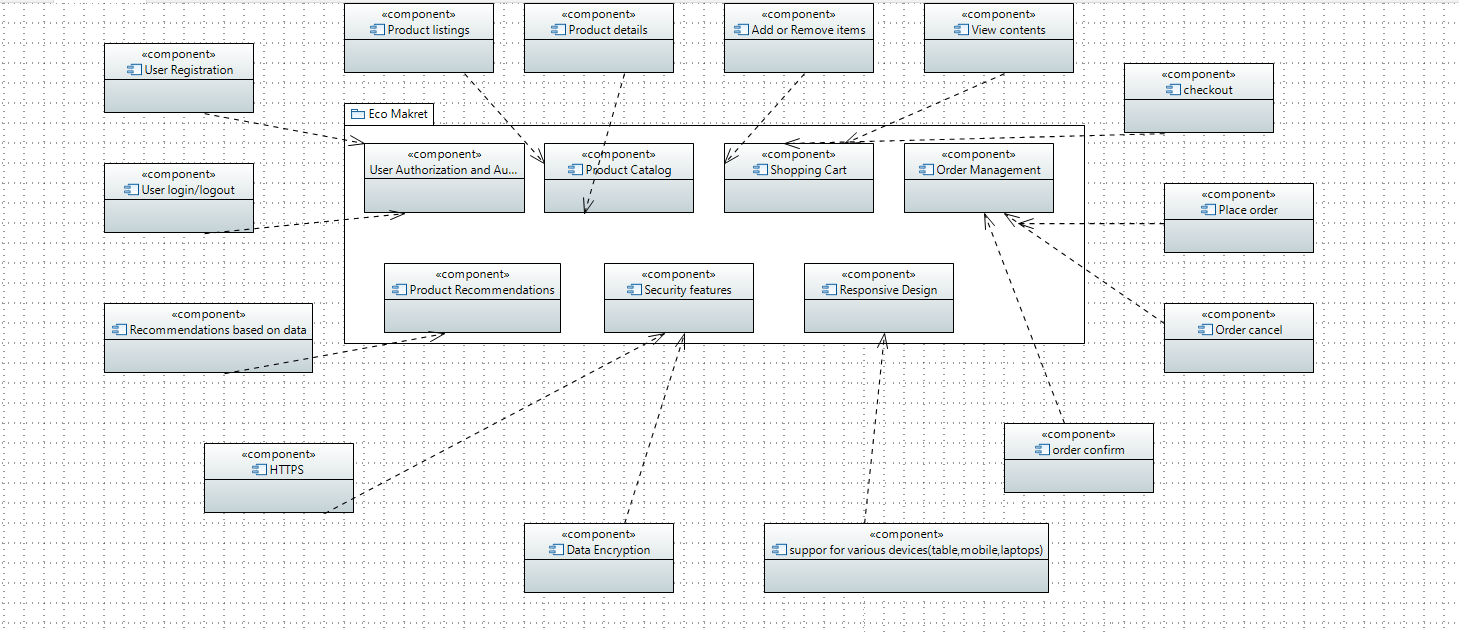 «component»
Product listings
«component»
Product details
«component»
Add or Remove items
«component»
View contents
«component»
User Registration
«component»
checkout
Eco Makret
«component»
User Authorization and Au...
«component»
Product Catalog
«component»
Shopping Cart
«component»
Order Management
«component»
User login/logout
«component»
Place order
«component»
Product Recommendations
«component»
Security features
«component»
Responsive Design
«component»
Recommendations based on data
«component»
Order cancel
«component»
HTTPS
«component»
order confirm
«component»
Data Encryption
«component»
suppor for various devices(table,mobile,laptops)